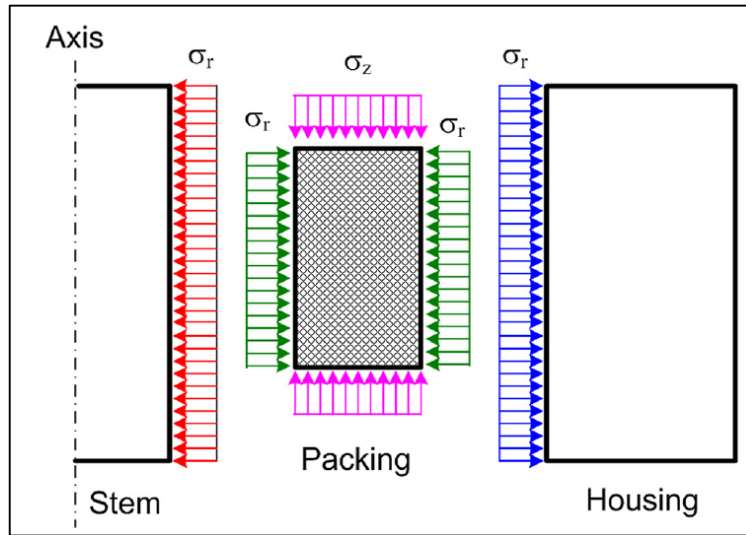 Axis
σr
σz
σr
σr
σr
Packing
Stem
Housing